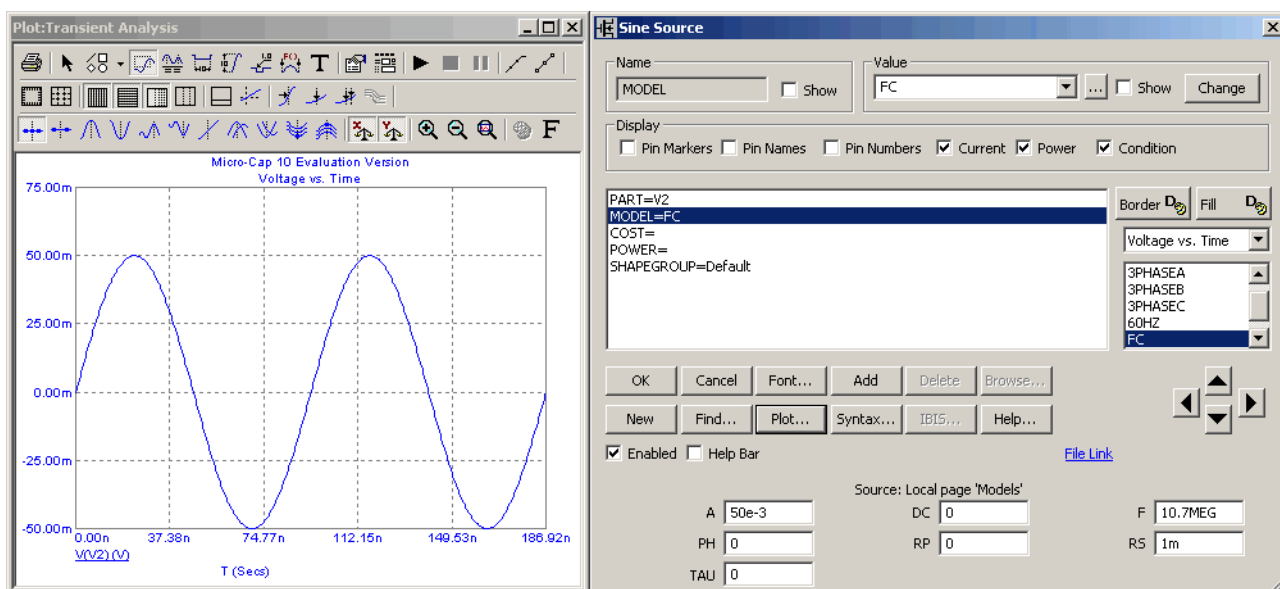 Plot:Transient Analysis
T
F
Micro-Cap 10 Evaluation Version
Voltage vs. Time
75.00m
50.00m
25.00m
0.00m
-25.00m
-50.00m
0.00n 37.38n 74.77n 112.15n 149.53n 186.92n
V(V2) (V)
T (Secs)
Sine Source
Name
MODEL
Show
Value
FC
...
Show
Change
Display
Pin Markers Pin Names Pin Numbers Current Power Condition
PART=V2
MODEL=FC
COST=
POWER=
SHAPEGROUP=Default
Border D Fill D
Voltage vs. Time
3PHASEA
3PHASEB
3PHASEC
60HZ
FC
OK Cancel Font... Add Delete Browse...
New Find... Plot... Syntax... IBIS... Help...
Enabled Help Bar File Link
Source: Local page 'Models'
A 50e-3 DC 0 F 10.7MEG
PH 0 RP 0 RS 1m
TAU 0